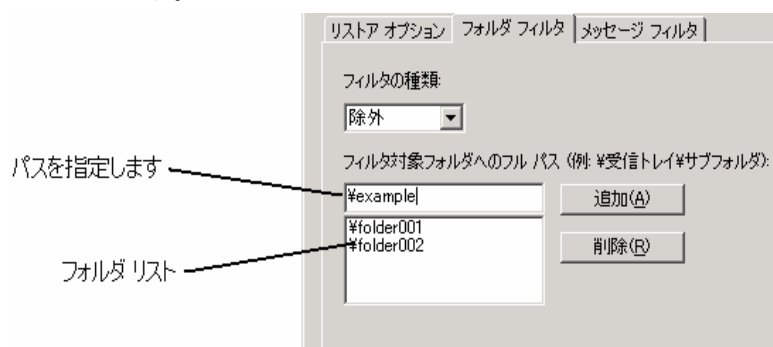 リストア オプション フォルダ フィルタ メッセージ フィルタ
フィルタの種類:
除外
パスを指定します
フィルタ対象フォルダへのフル パス (例: ¥受信トレイ¥サブフォルダ):
¥example 追加(A)
¥folder001
¥folder002 削除(R)
フォルダ リスト